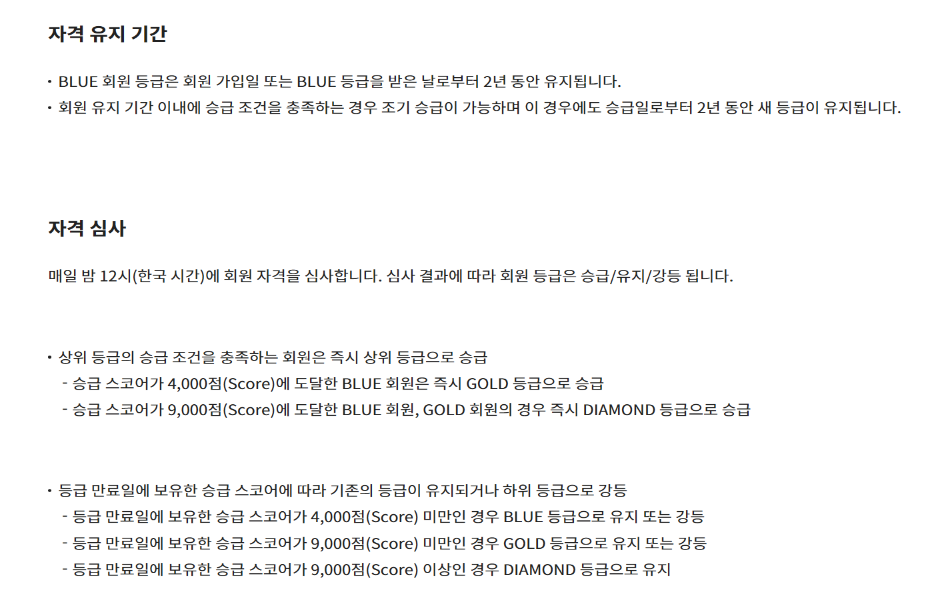 자격 유지 기간
• BLUE 회원 등급은 회원 가입일 또는 BLUE 등급을 받은 날로부터 2년 동안 유지됩니다.
• 회원 유지 기간 이내에 승급 조건을 충족하는 경우 조기 승급이 가능하며 이 경우에도 승급일로부터 2년 동안 새 등급이 유지됩니다.
자격 심사
매일 밤 12시(한국 시간)에 회원 자격을 심사합니다. 심사 결과에 따라 회원 등급은 승급/유지/강등 됩니다.
• 상위 등급의 승급 조건을 충족하는 회원은 즉시 상위 등급으로 승급
- 승급 스코어가 4,000점(Score)에 도달한 BLUE 회원은 즉시 GOLD 등급으로 승급
- 승급 스코어가 9,000점(Score)에 도달한 BLUE 회원, GOLD 회원의 경우 즉시 DIAMOND 등급으로 승급
• 등급 만료일에 보유한 승급 스코어에 따라 기존의 등급이 유지되거나 하위 등급으로 강등
- 등급 만료일에 보유한 승급 스코어가 4,000점(Score) 미만인 경우 BLUE 등급으로 유지 또는 강등
- 등급 만료일에 보유한 승급 스코어가 9,000점(Score) 미만인 경우 GOLD 등급으로 유지 또는 강등
- 등급 만료일에 보유한 승급 스코어가 9,000점(Score) 이상인 경우 DIAMOND 등급으로 유지